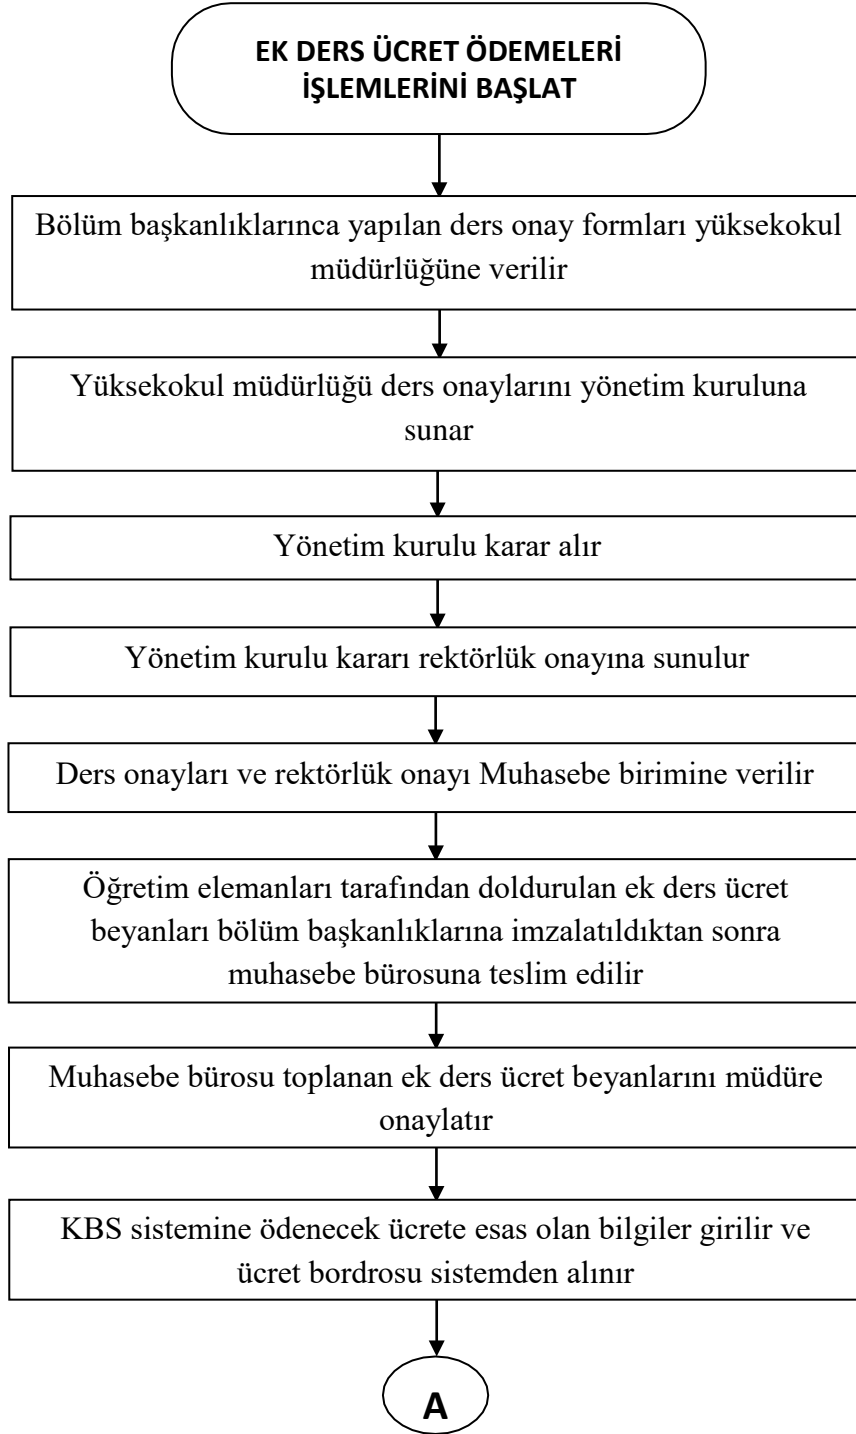 EK DERS ÜCRET ÖDEMELERİ
İŞLEMLERİNİ BAŞLAT
Bölüm başkanlıklarınca yapılan ders onay formları yüksekokul
müdürlüğüne verilir
Yüksekokul müdürlüğü ders onaylarını yönetim kuruluna
sunar
Yönetim kurulu karar alır
Yönetim kurulu kararı rektörlük onayına sunulur
Ders onayları ve rektörlük onayı Muhasebe birimine verilir
Öğretim elemanları tarafından doldurulan ek ders ücret
beyanları bölüm başkanlıklarına imzalatıldıktan sonra
muhasebe bürosuna teslim edilir
Muhasebe bürosu toplanan ek ders ücret beyanlarını müdüre
onaylatır
KBS sistemine ödenecek ücrete esas olan bilgiler girilir ve
ücret bordrosu sistemden alınır
A